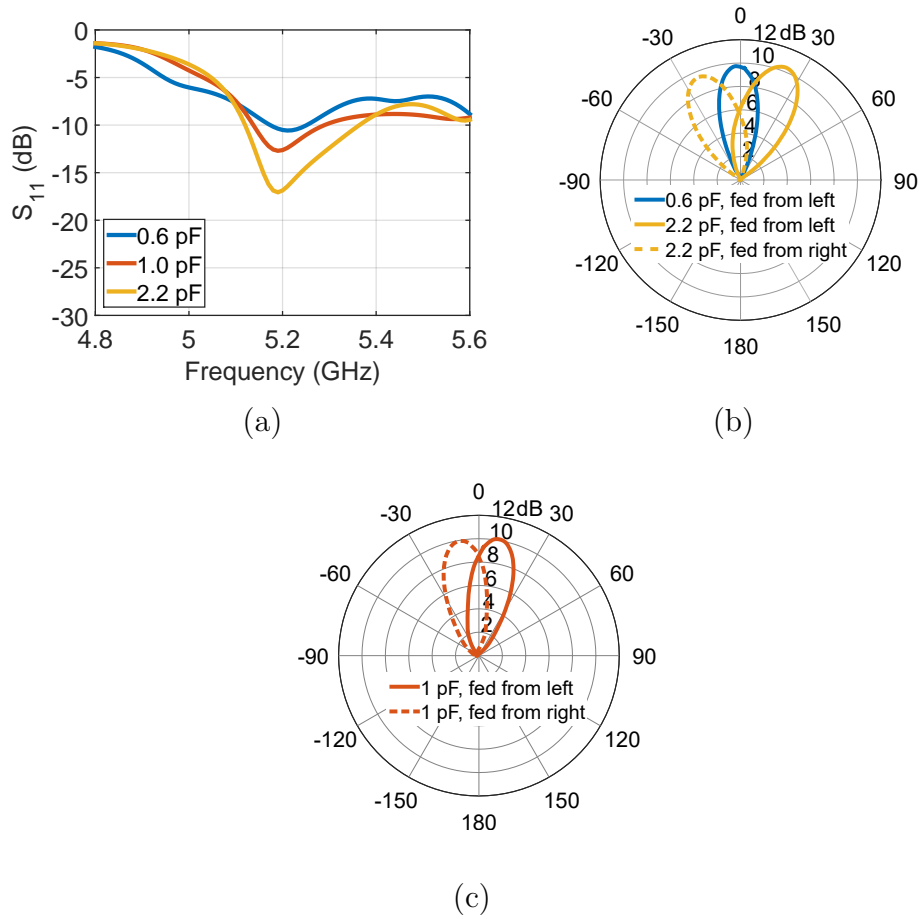 0
-5
-10
-15
-20
-25
-30
S11 (dB)
0.6 pF
1.0 pF
2.2 pF
4.8 5 5.2 5.4 5.6
Frequency (GHz)
(a)
0
-30 12 dB 30
10
-60 8 60
6
4
2
-90 90
0.6 pF, fed from left
2.2 pF, fed from left
2.2 pF, fed from right
-120 120
-150 150
180
(b)
0
-30 12 dB 30
10
8
-60 6 60
4
2
-90 90
1 pF, fed from left
1 pF, fed from right
-120 120
-150 150
180
(c)